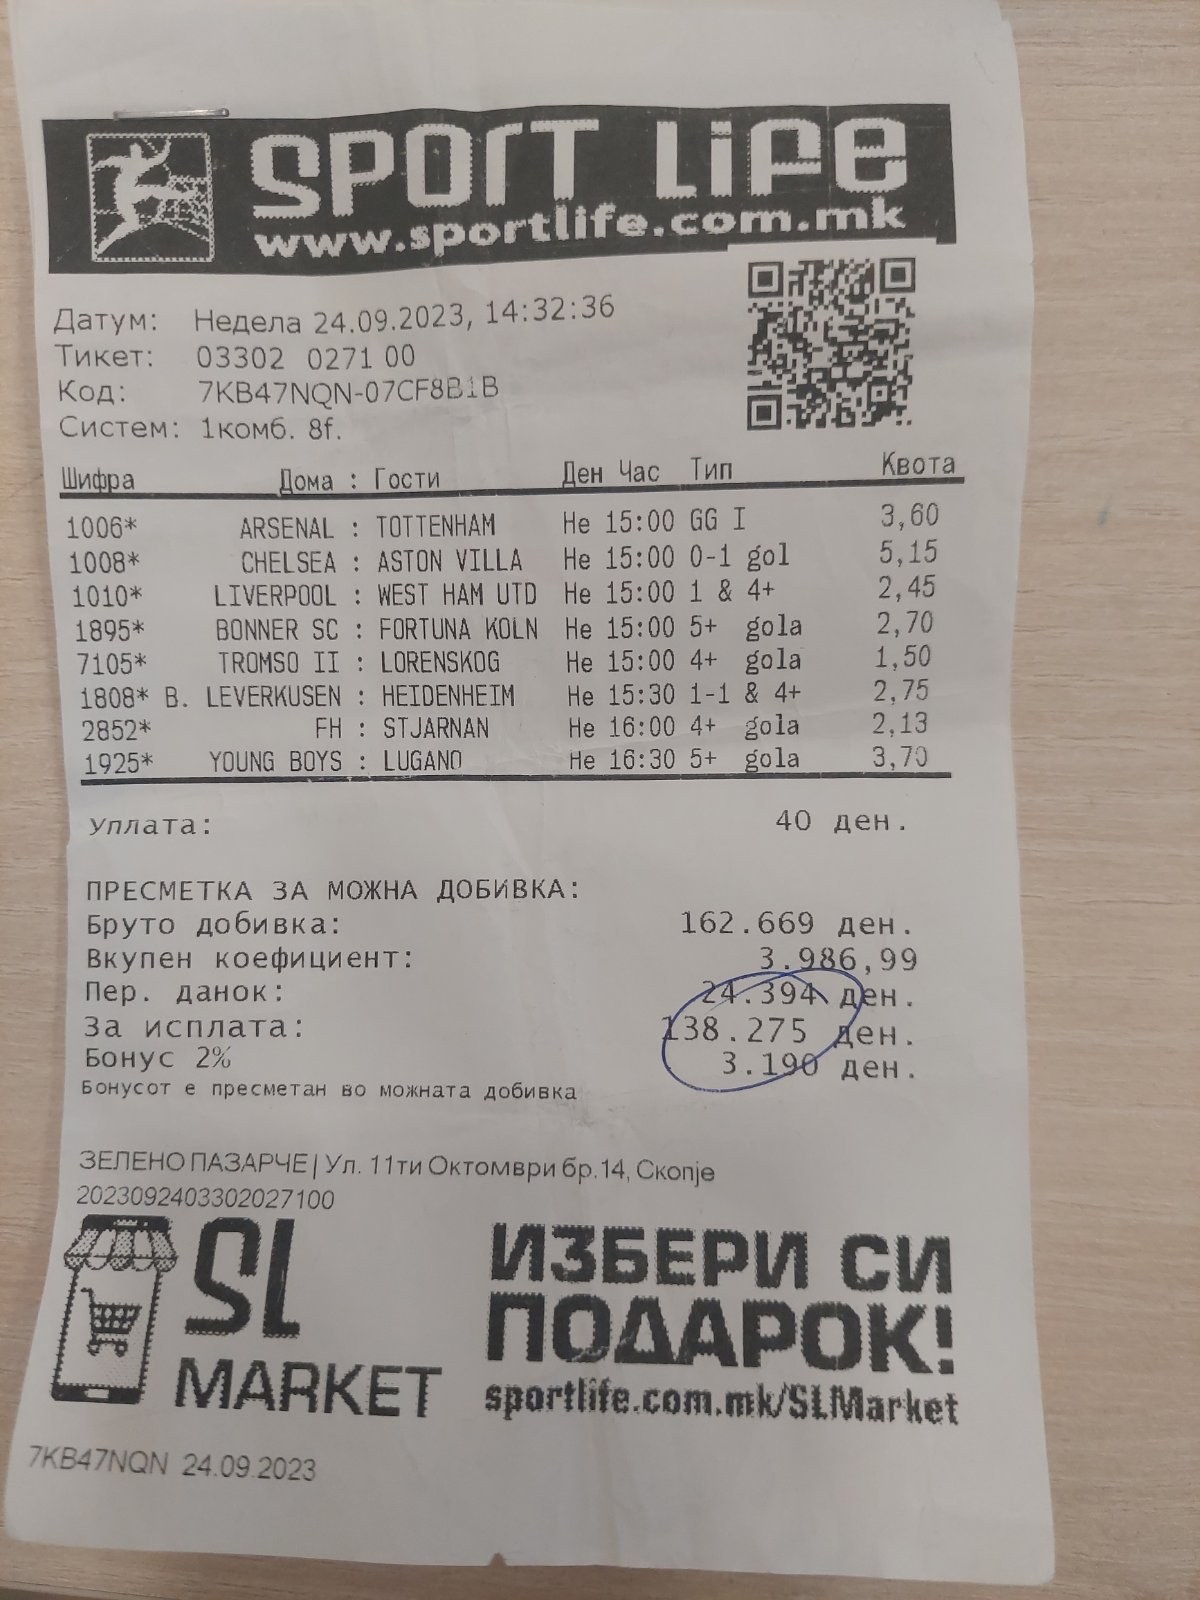 SPORT LIFE
www.sportlife.com.mk
Датум: Недела 24.09.2023, 14:32:36
Тикет: 03302 0271 00
Код: 7KB47NQN-07CF8B1B
Систем: 1комб. 8f.
Шифра Дома : Гости Ден Час Тип Квота
1006* ARSENAL : TOTTENHAM Не 15:00 GG I 3,60
1008* CHELSEA : ASTON VILLA Не 15:00 0-1 gol 5,15
1010* LIVERPOOL : WEST HAM UTD Не 15:00 1 & 4+ 2,45
1895* BONNER SC : FORTUNA KOLN Не 15:00 5+ gola 2,70
7105* TROMSO II : LORENSKOG Не 15:00 4+ gola 1,50
1808* B. LEVERKUSEN : HEIDENHEIM Не 15:30 1-1 & 4+ 2,75
2852* FH : STJARNAN Не 16:00 4+ gola 2,13
1925* YOUNG BOYS : LUGANO Не 16:30 5+ gola 3,70
Уплата: 40 ден.
ПРЕСМЕТКА ЗА МОЖНА ДОБИВКА:
Бруто добивка: 162.669 ден.
Вкупен коефициент: 3.986,99
Пер. данок: 24.394 ден.
За исплата: 138.275 ден.
Бонус 2% 3.190 ден.
Бонусот е пресметан во можната добивка
ЗЕЛЕНО ПАЗАРЧЕ | Ул. 11ти Октомври бр.14, Скопје
2023092403302027100
SL
MARKET
ИЗБЕРИ СИ
ПОДАРОК!
sportlife.com.mk/SLMarket
7KB47NQN 24.09.2023